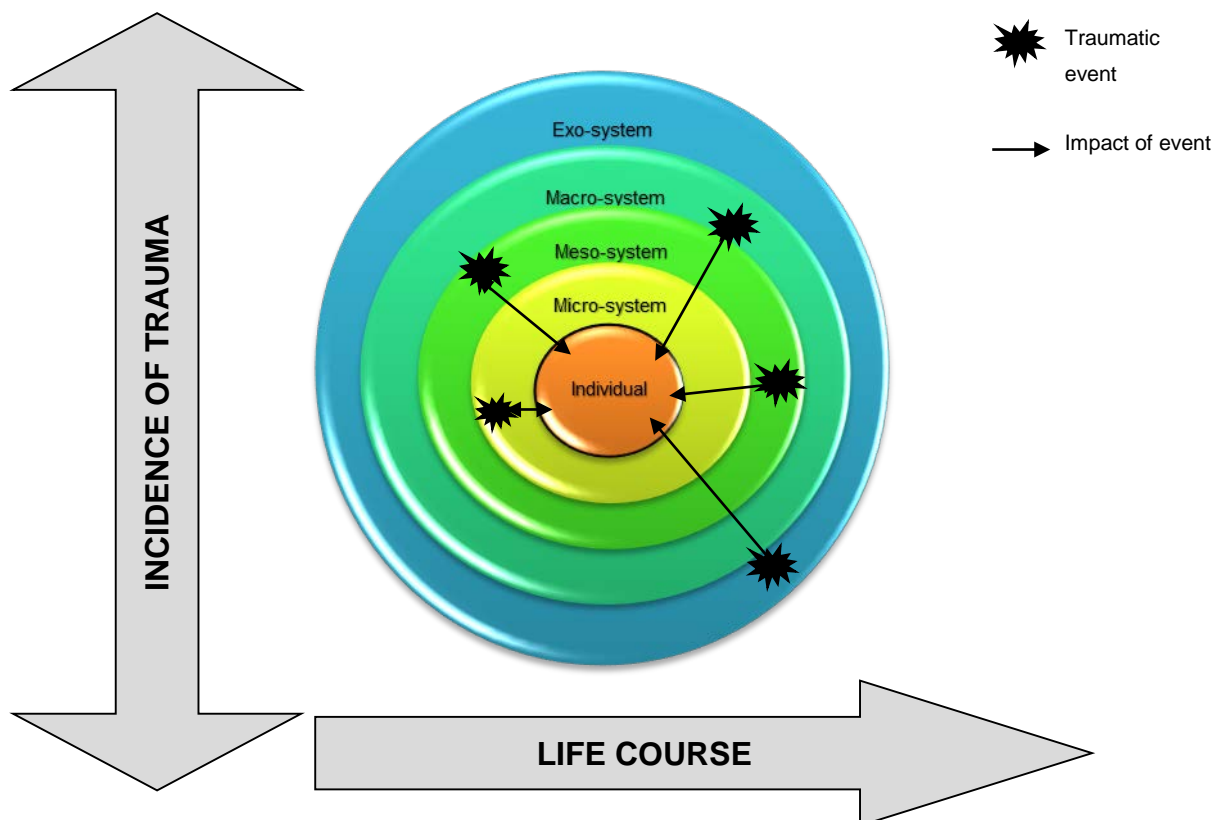 Traumatic
event
Impact of event
Exo-system
Macro-system
Meso-system
Micro-system
Individual
INCIDENCE OF TRAUMA
LIFE COURSE